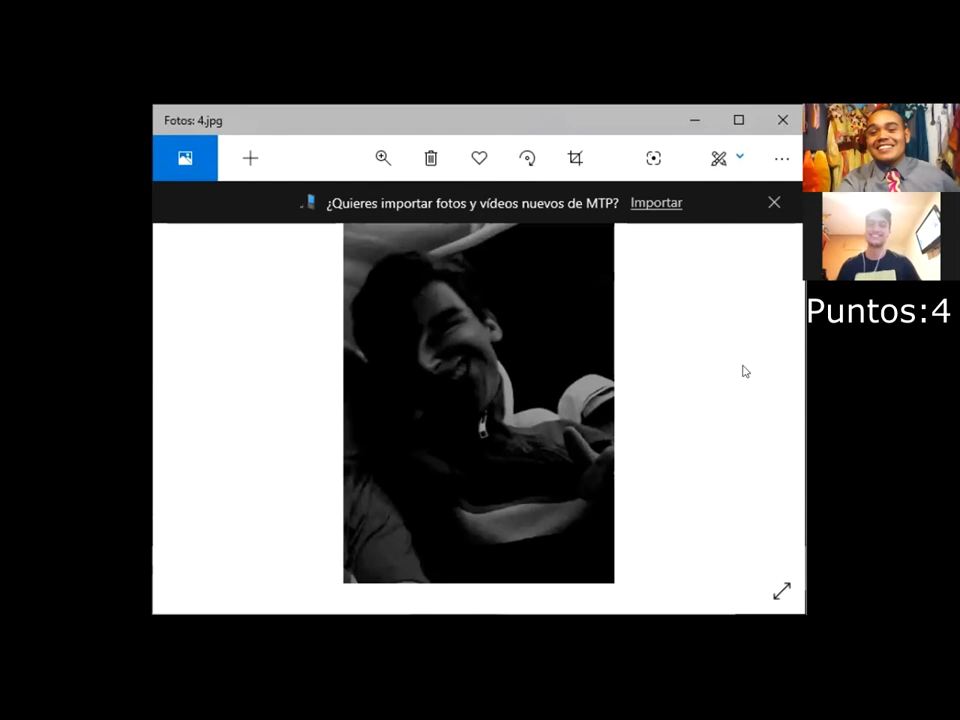 Fotos: 4.jpg
¿Quieres importar fotos y vídeos nuevos de MTP? Importar
Puntos:4